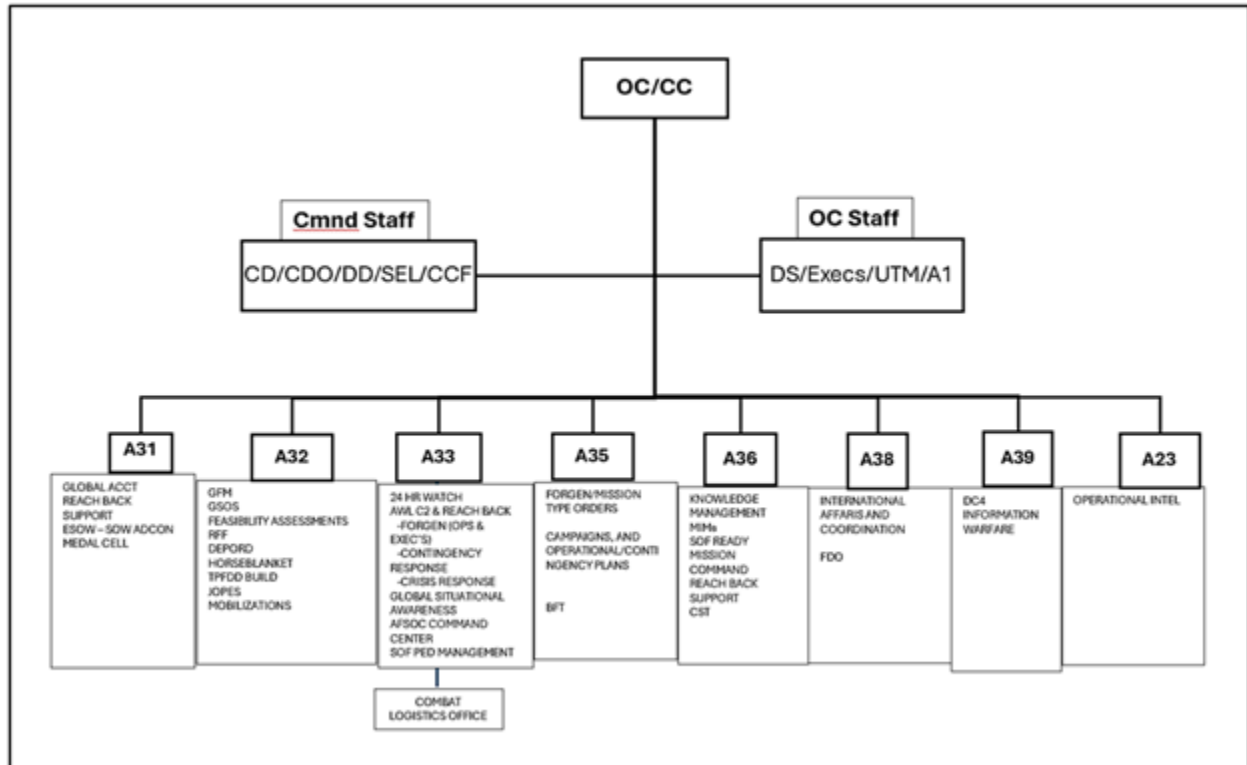 OC/CC
Cmnd Staff
CD/CDO/DD/SEL/CCF
OC Staff
DS/Execs/UTM/A1
A31
GLOBAL ACCT
REACH BACK
SUPPORT
ESOW – SOW ADCON
MEDAL CELL
A32
GFM
GSOS
FEASIBILITY ASSESSMENTS
RFF
DEPORD
HORSEBLANKET
TPFDD BUILD
JOPES
MOBILIZATIONS
A33
24 HR WATCH
AWL C2 & REACH BACK
-FORGEN (OPS &
EXEC'S)
-CONTINGENCY
RESPONSE
-CRISIS RESPONSE
GLOBAL SITUATIONAL
AWARENESS
AFSOC COMMAND
CENTER
SOF PED MANAGEMENT
COMBAT
LOGISTICS OFFICE
A35
FORGEN/MISSION
TYPE ORDERS
CAMPAIGNS, AND
OPERATIONAL/CONTI
NGENCY PLANS
BFT
A36
KNOWLEDGE
MANAGEMENT
MIMs
SOF READY
MISSION
COMMAND
REACH BACK
SUPPORT
CST
A38
INTERNATIONAL
AFFARIS AND
COORDINATION
FDO
A39
DC4
INFORMATION
WARFARE
A23
OPERATIONAL INTEL